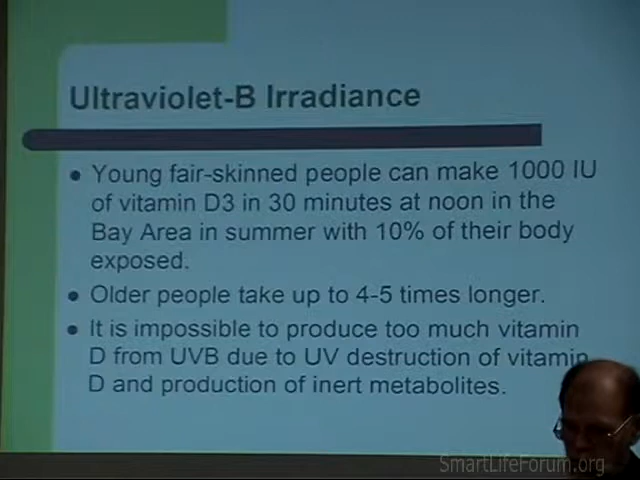 Ultraviolet-B Irradiance
• Young fair-skinned people can make 1000 IU
of vitamin D3 in 30 minutes at noon in the
Bay Area in summer with 10% of their body
exposed.
• Older people take up to 4-5 times longer.
• It is impossible to produce too much vitamin
D from UVB due to UV destruction of vitamin
D and production of inert metabolites.
SmartLifeForum.org